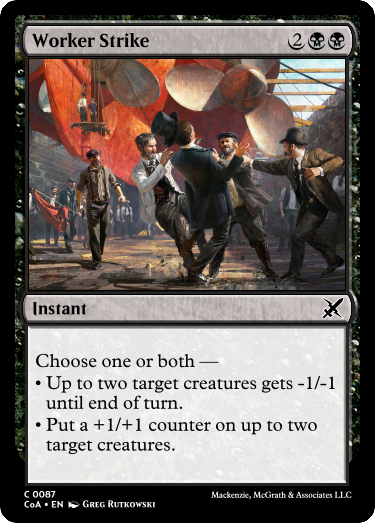 Worker Strike 2
Instant
Choose one or both —
• Up to two target creatures gets -1/-1
until end of turn.
• Put a +1/+1 counter on up to two
target creatures.
C 0087
CoA • EN Greg Rutkowski
Mackenzie, McGrath & Associates LLC